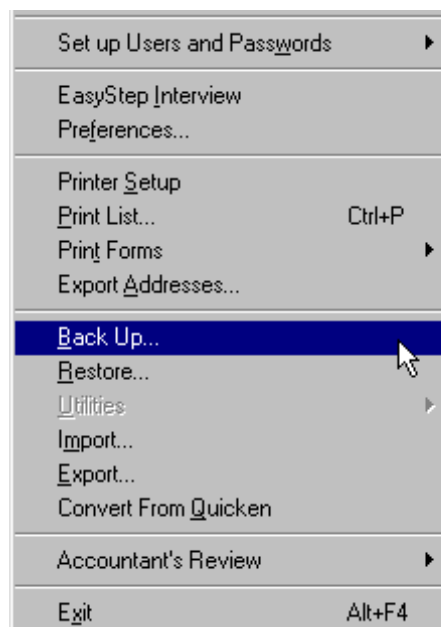 Set up Users and Passwords
EasyStep Interview
Preferences...
Printer Setup
Print List... Ctrl+P
Print Forms
Export Addresses...
Back Up...
Restore...
Utilities
Import...
Export...
Convert From Quicken
Accountant's Review
Exit Alt+F4